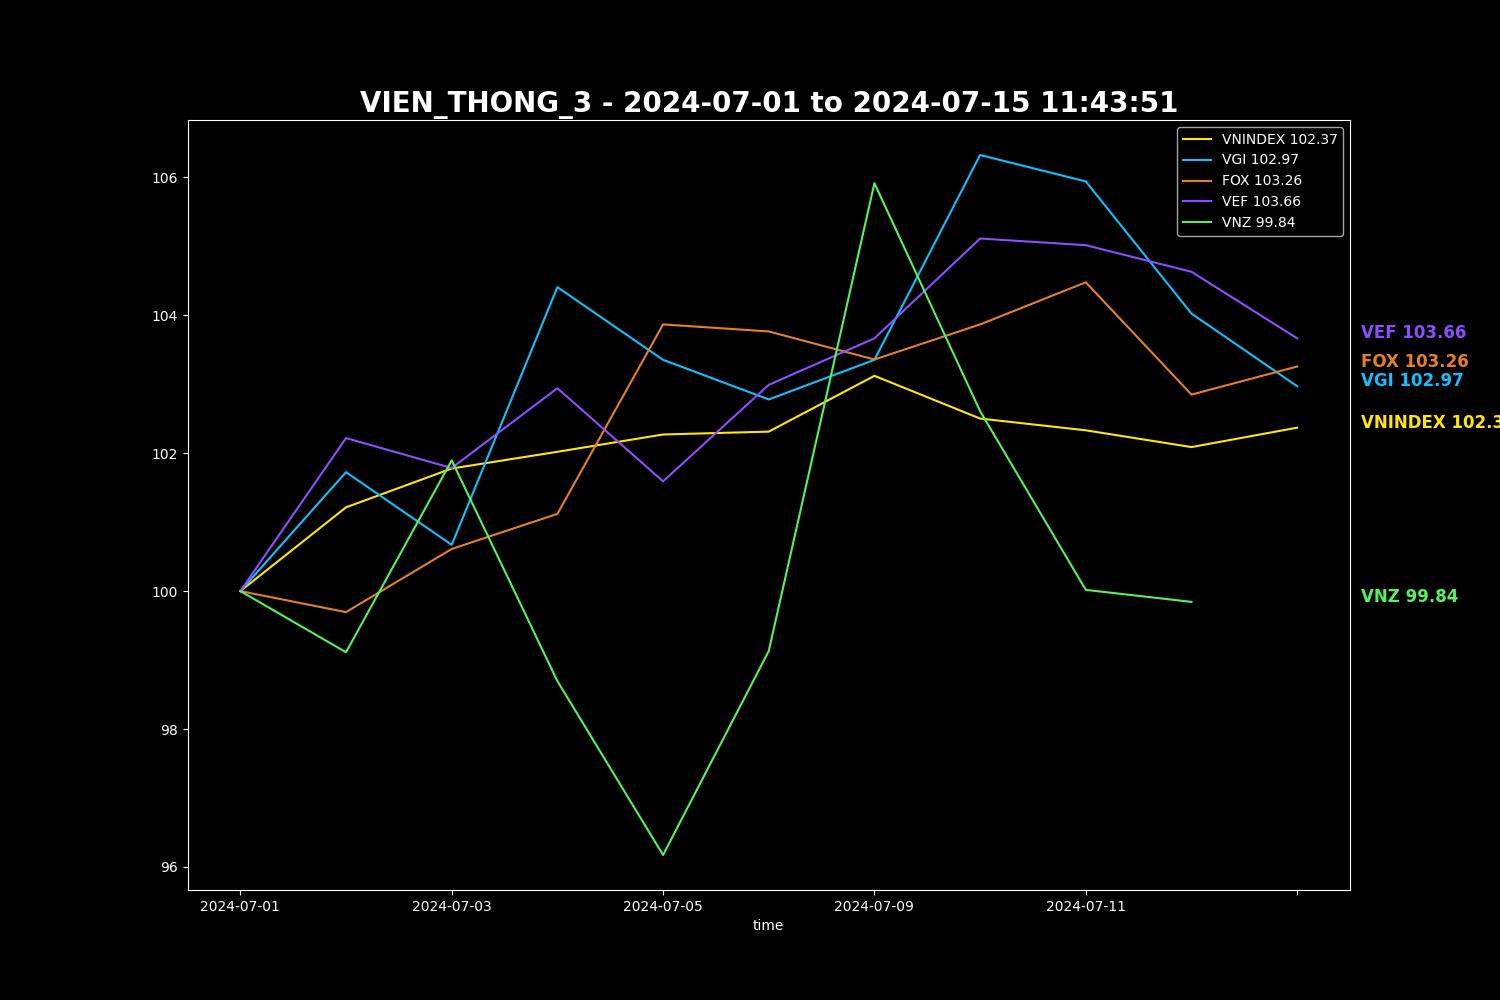 VIEN_THONG_3 - 2024-07-01 to 2024-07-15 11:43:51
VNINDEX 102.37
VGI 102.97
FOX 103.26
VEF 103.66
VNZ 99.84
106
104
102
100
98
96
VEF 103.66
FOX 103.26
VGI 102.97
VNINDEX 102.3
VNZ 99.84
2024-07-01
2024-07-03
2024-07-05
2024-07-09
2024-07-11
time